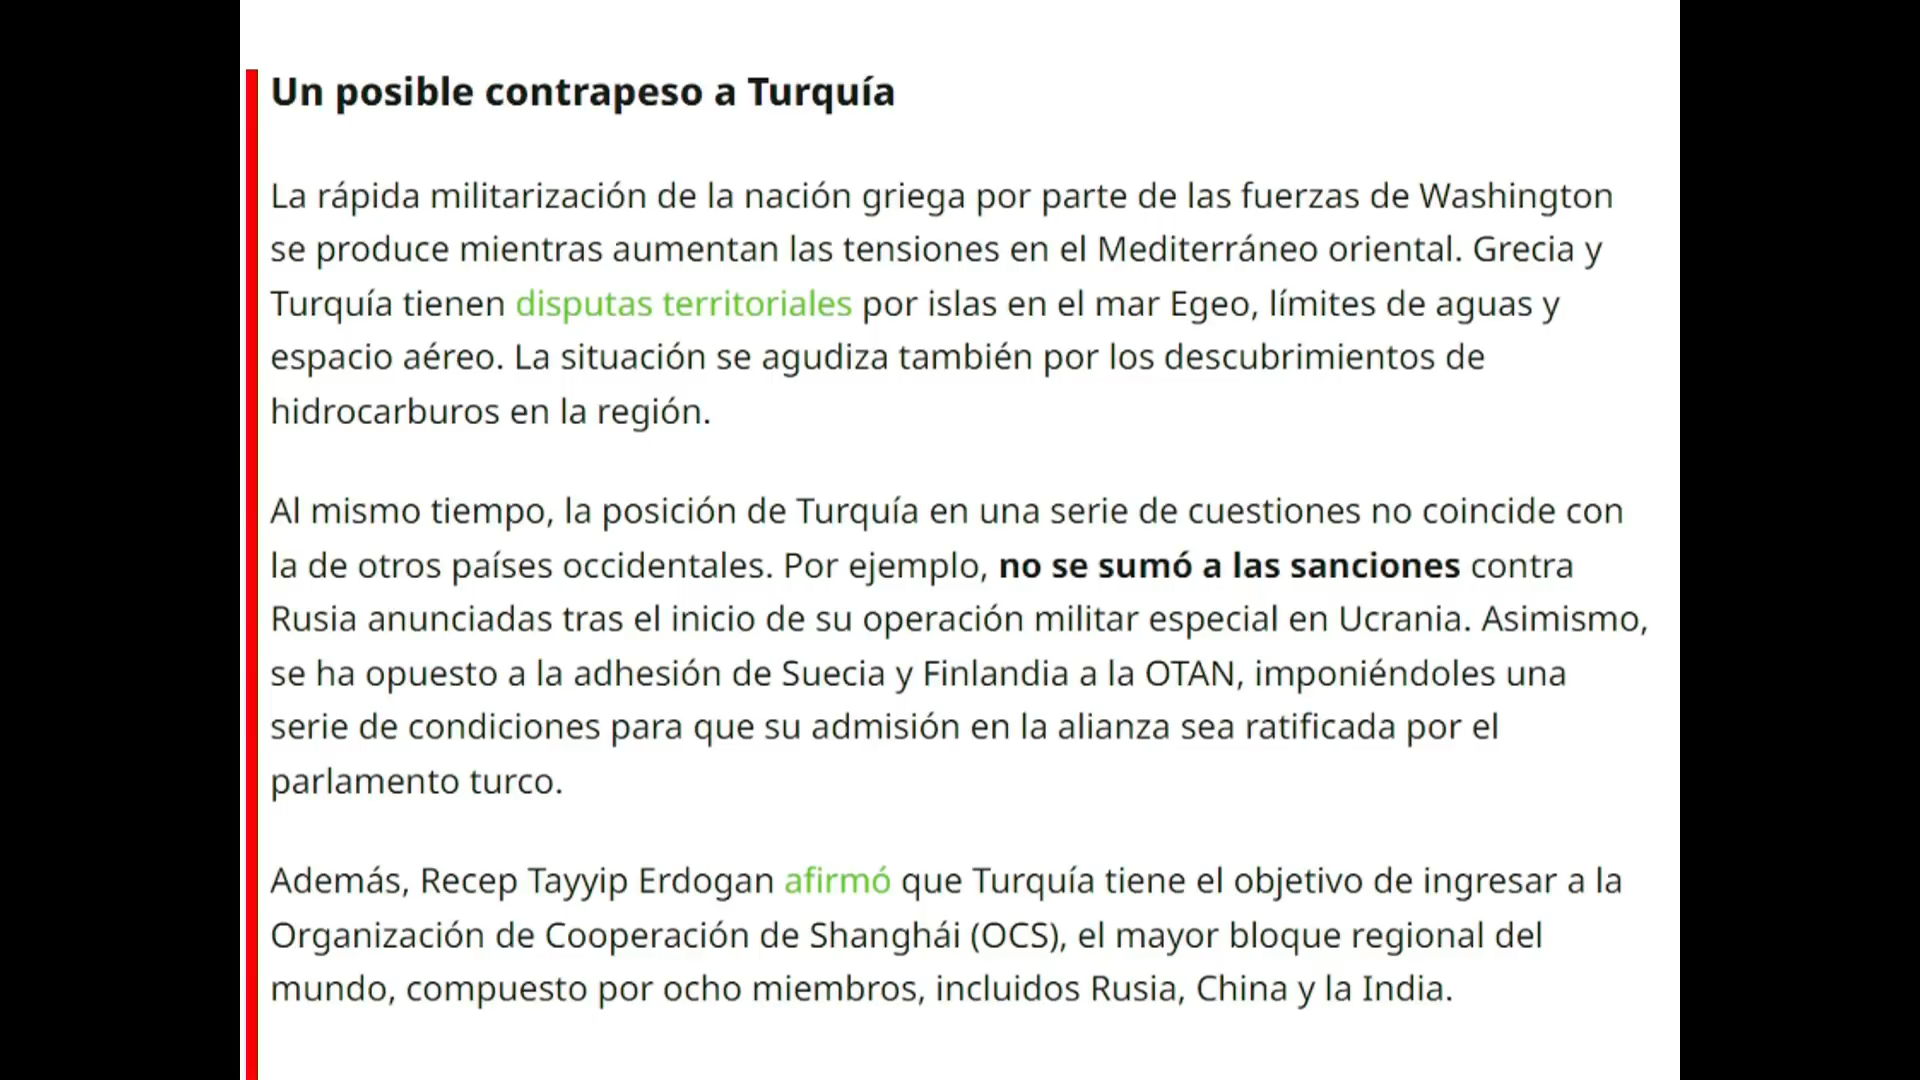 Un posible contrapeso a Turquía
La rápida militarización de la nación griega por parte de las fuerzas de Washington
se produce mientras aumentan las tensiones en el Mediterráneo oriental. Grecia y
Turquía tienen disputas territoriales por islas en el mar Egeo, límites de aguas y
espacio aéreo. La situación se agudiza también por los descubrimientos de
hidrocarburos en la región.
Al mismo tiempo, la posición de Turquía en una serie de cuestiones no coincide con
la de otros países occidentales. Por ejemplo, no se sumó a las sanciones contra
Rusia anunciadas tras el inicio de su operación militar especial en Ucrania. Asimismo,
se ha opuesto a la adhesión de Suecia y Finlandia a la OTAN, imponiéndoles una
serie de condiciones para que su admisión en la alianza sea ratificada por el
parlamento turco.
Además, Recep Tayyip Erdogan afirmó que Turquía tiene el objetivo de ingresar a la
Organización de Cooperación de Shanghái (OCS), el mayor bloque regional del
mundo, compuesto por ocho miembros, incluidos Rusia, China y la India.